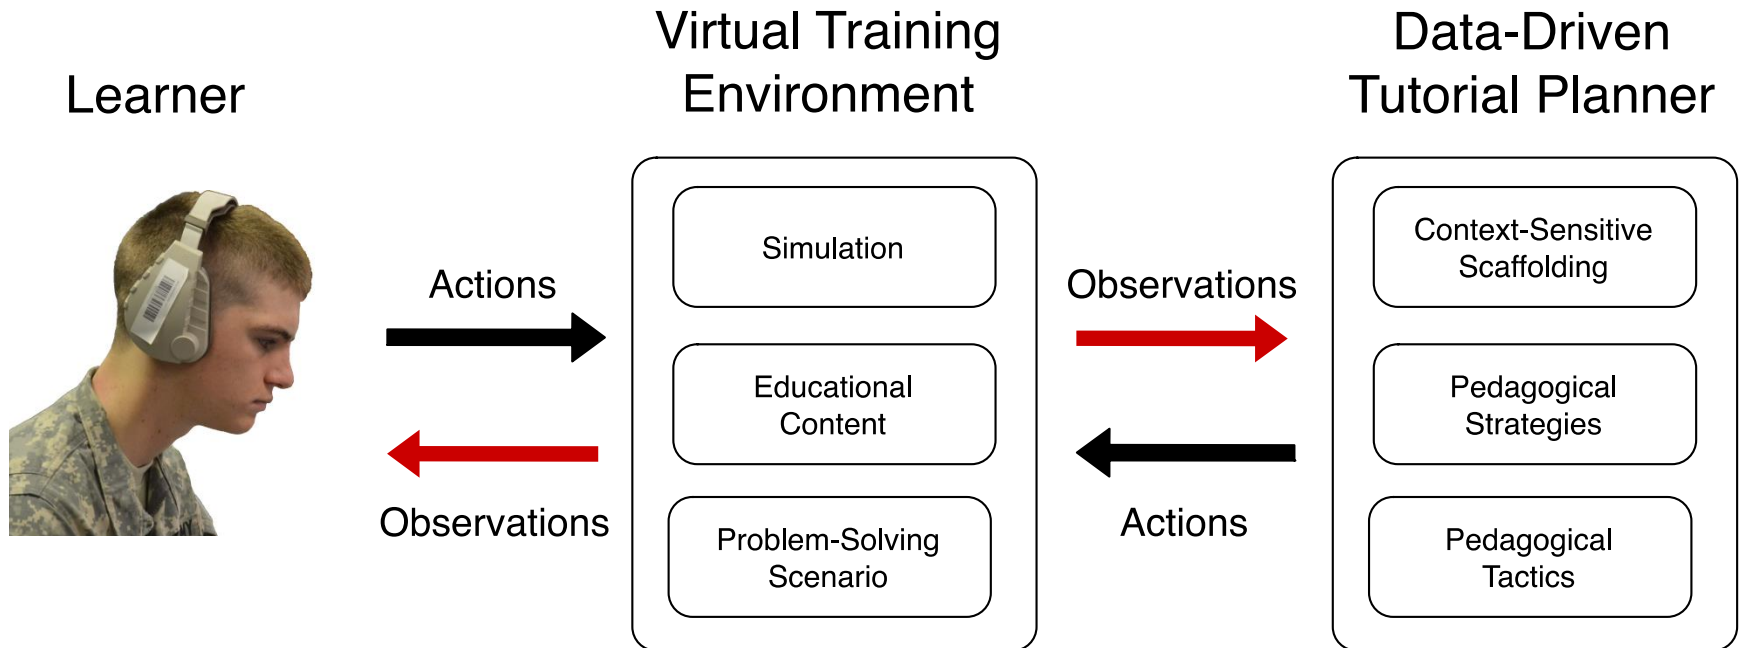 Learner
Virtual Training
Environment
Data-Driven
Tutorial Planner
Actions
Observations
Simulation
Educational
Content
Problem-Solving
Scenario
Observations
Actions
Context-Sensitive
Scaffolding
Pedagogical
Strategies
Pedagogical
Tactics